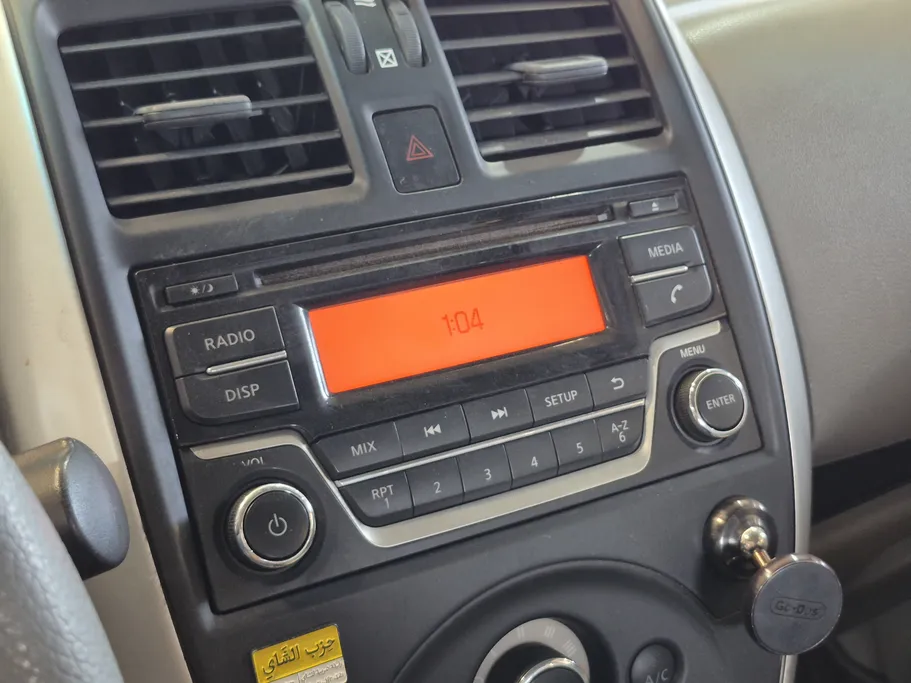 1:04
MEDIA
RADIO
DISP
MENU
ENTER
SETUP
MIX
A-Z
RPT
1
2
3
4
5
6
VOL
A/C
حزب الشاي